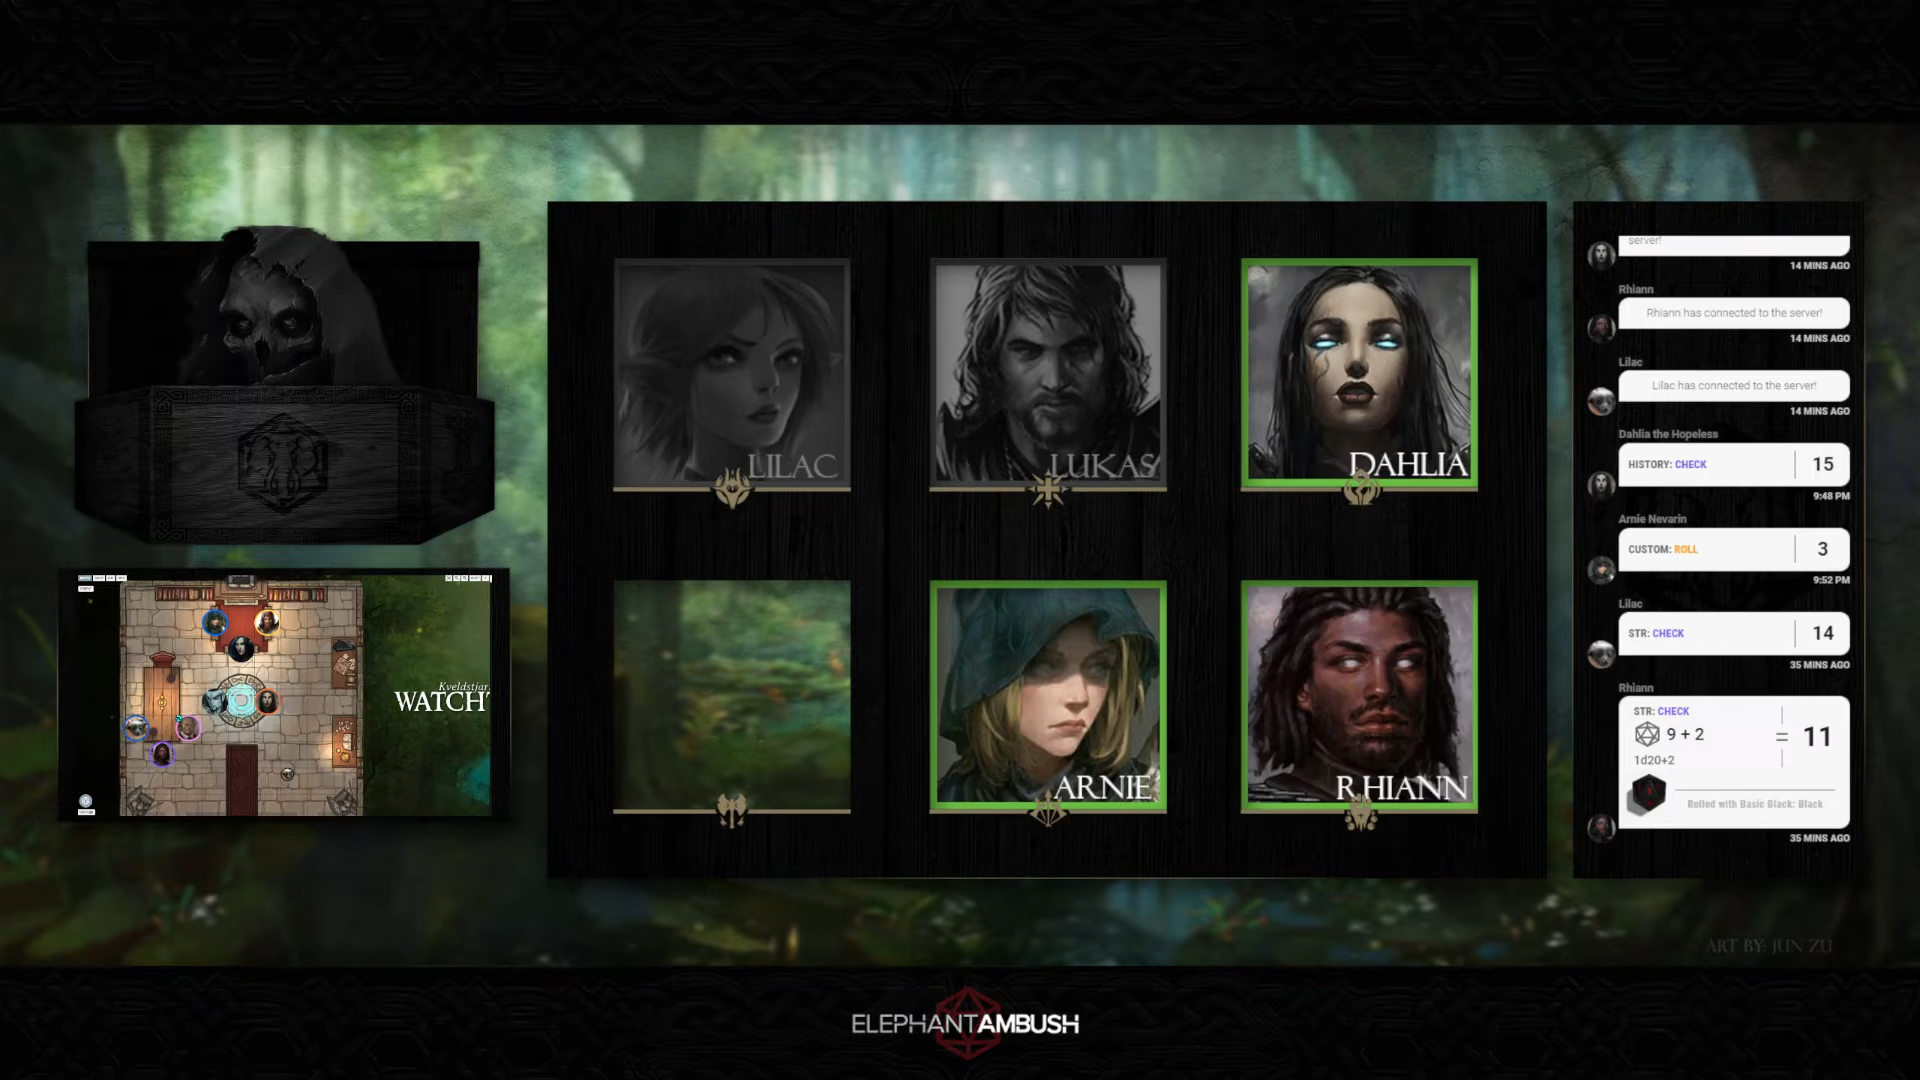 LILAC
LUKAS
DAHLIA
ARNIE
RHIANN
Kveldstjar
WATCHT
server!
14 MINS AGO
Rhiann
Rhiann has connected to the server!
14 MINS AGO
Lilac
Lilac has connected to the server!
14 MINS AGO
Dahlia the Hopeless
HISTORY: CHECK 15
9:48 PM
Arnie Nevarin
CUSTOM: ROLL 3
9:52 PM
Lilac
STR: CHECK 14
35 MINS AGO
Rhiann
STR: CHECK
9 + 2 = 11
1d20+2
Rolled with Basic Black: Black
35 MINS AGO
ART BY: JUN ZU
ELEPHANTAMBUSH